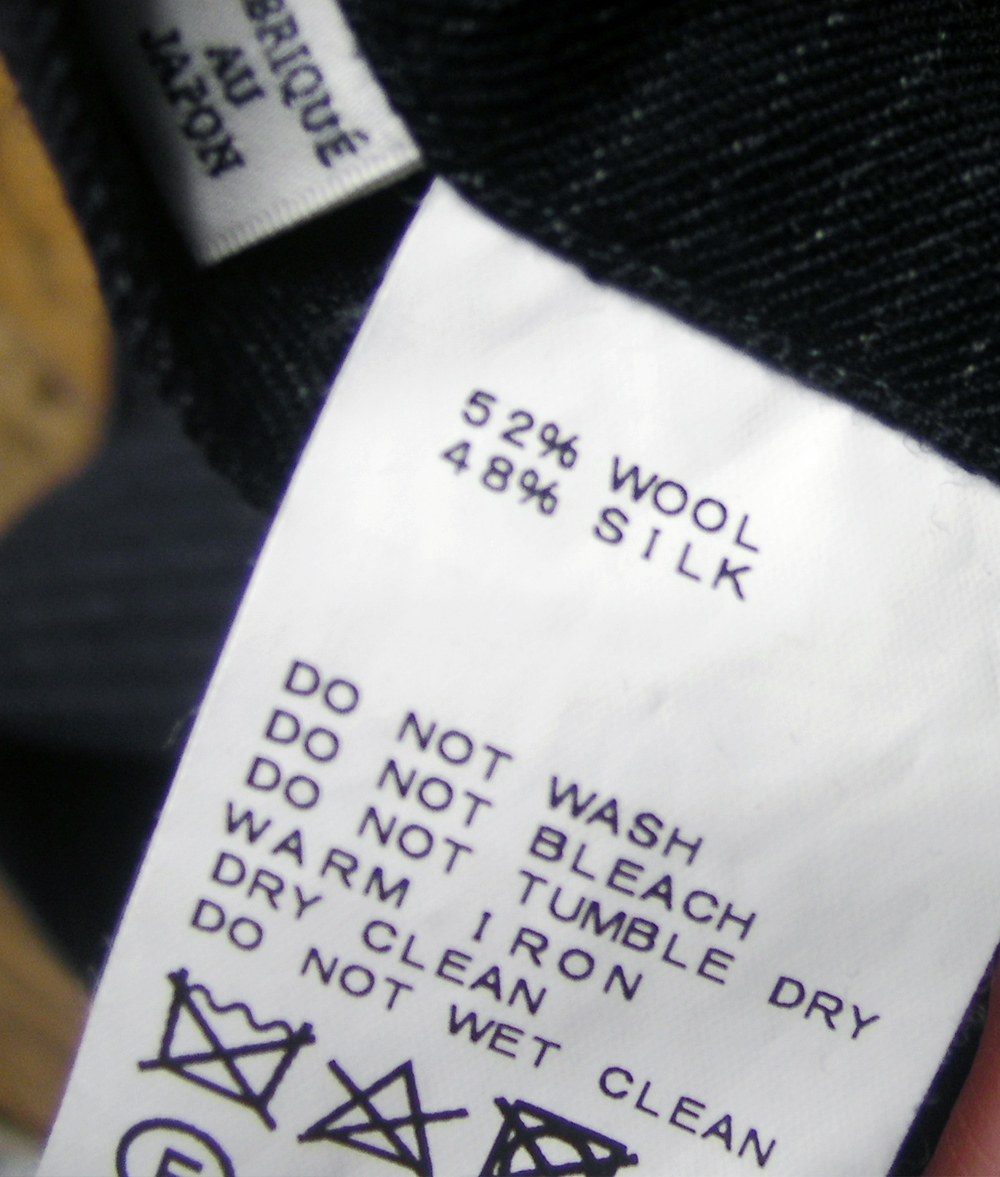 BRIQUÉ
AU
JAPON
52% WOOL
48% SILK
DO NOT WASH
DO NOT BLEACH
DO NOT TUMBLE DRY
WARM IRON
DRY CLEAN
DO NOT WET CLEAN
F